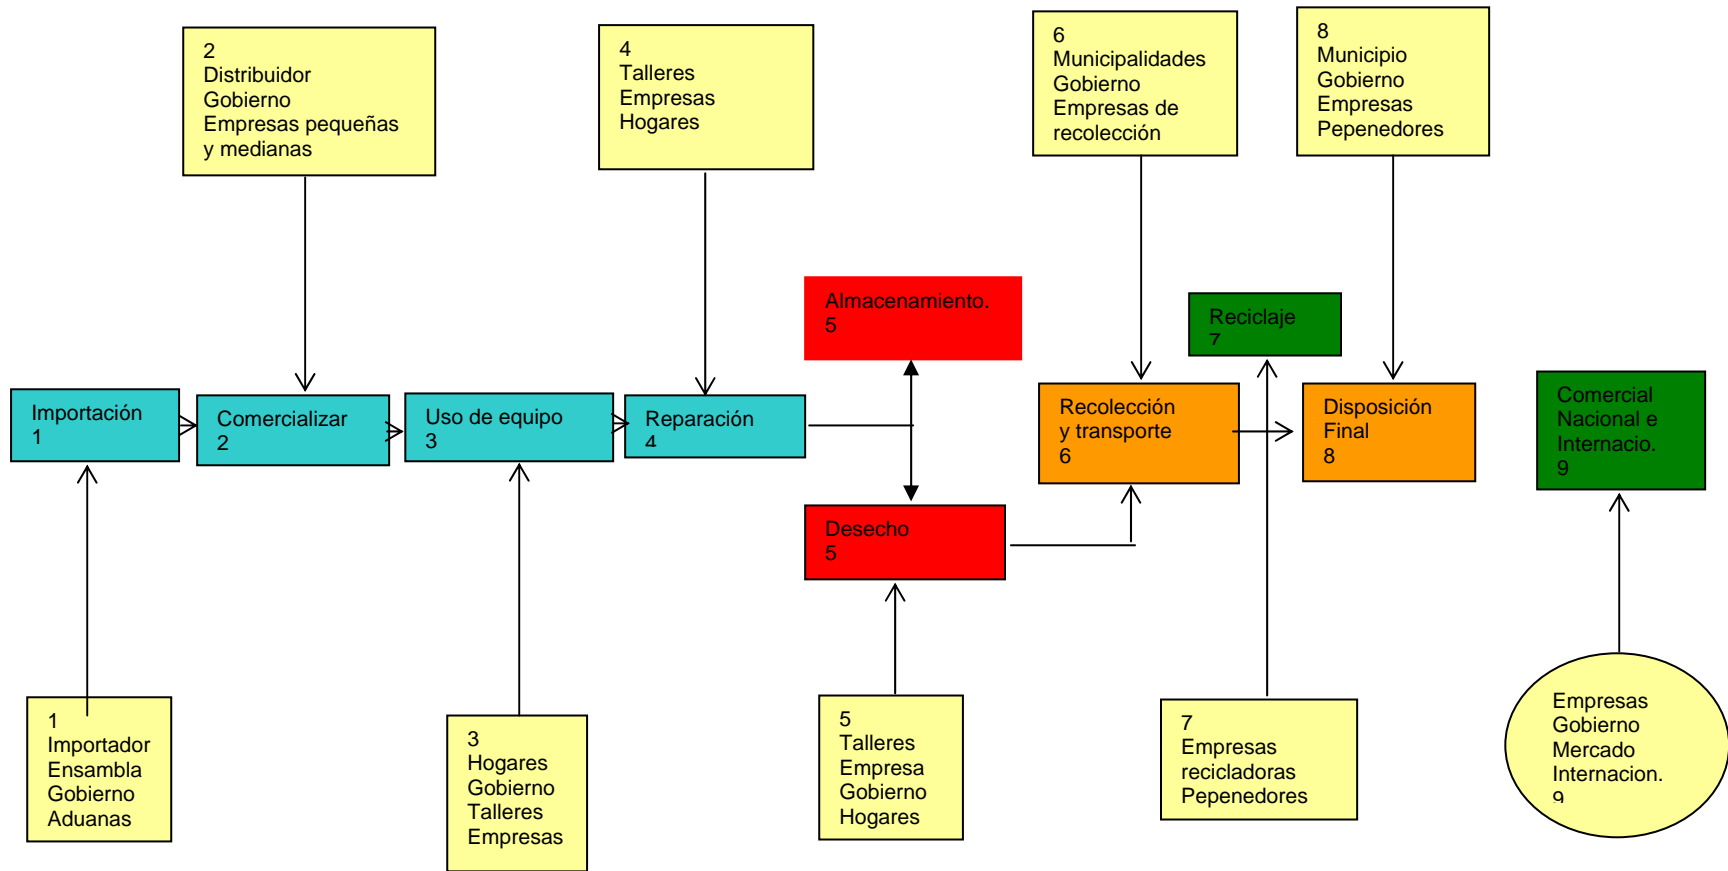 2
Distribuidor
Gobierno
Empresas pequeñas
y medianas
4
Talleres
Empresas
Hogares
6
Municipalidades
Gobierno
Empresas de
recolección
8
Municipio
Gobierno
Empresas
Pepenedores
Almacenamiento.
5
Reciclaje
7
Importación
1
Comercializar
2
Uso de equipo
3
Reparación
4
Recolección
y transporte
6
Disposición
Final
8
Comercial
Nacional e
Internacio.
9
Desecho
5
1
Importador
Ensambla
Gobierno
Aduanas
3
Hogares
Gobierno
Talleres
Empresas
5
Talleres
Empresa
Gobierno
Hogares
7
Empresas
recicladoras
Pepenedores
Empresas
Gobierno
Mercado
Internacion.
9